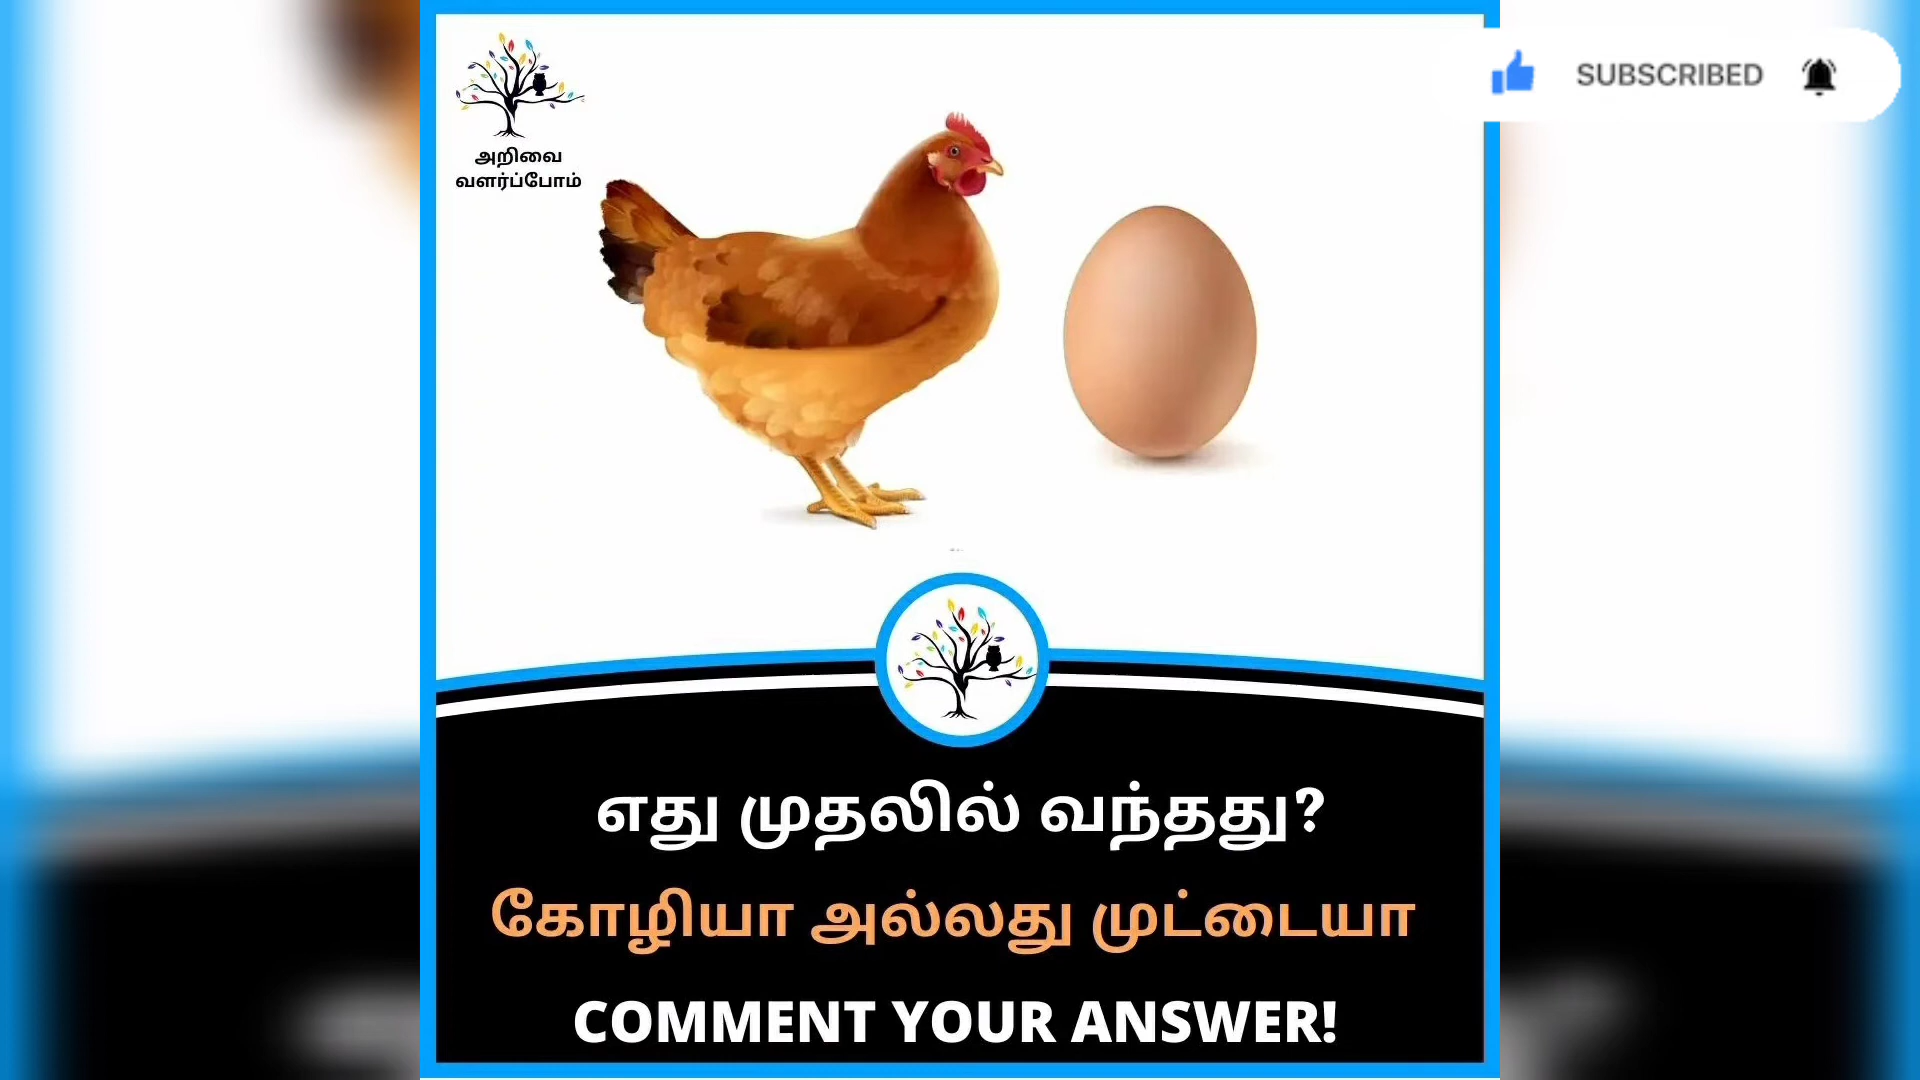 SUBSCRIBED
அறிவை
வளர்ப்போம்
எது முதலில் வந்தது?
கோழியா அல்லது முட்டையா
COMMENT YOUR ANSWER!